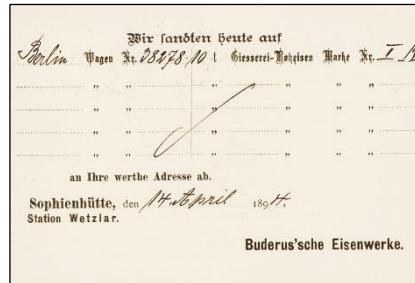 Wir sandten heute auf
Berlin Wagen Nr. 38278 10 t Giesserei-Roheisen Marke Nr. I
" " " " " "
" " " " " "
" " " " " "
" " " " " "
an Ihre werthe Adresse ab.
Sophienhütte, den 14. April 1894.
Station Wetzlar.
Buderus'sche Eisenwerke.